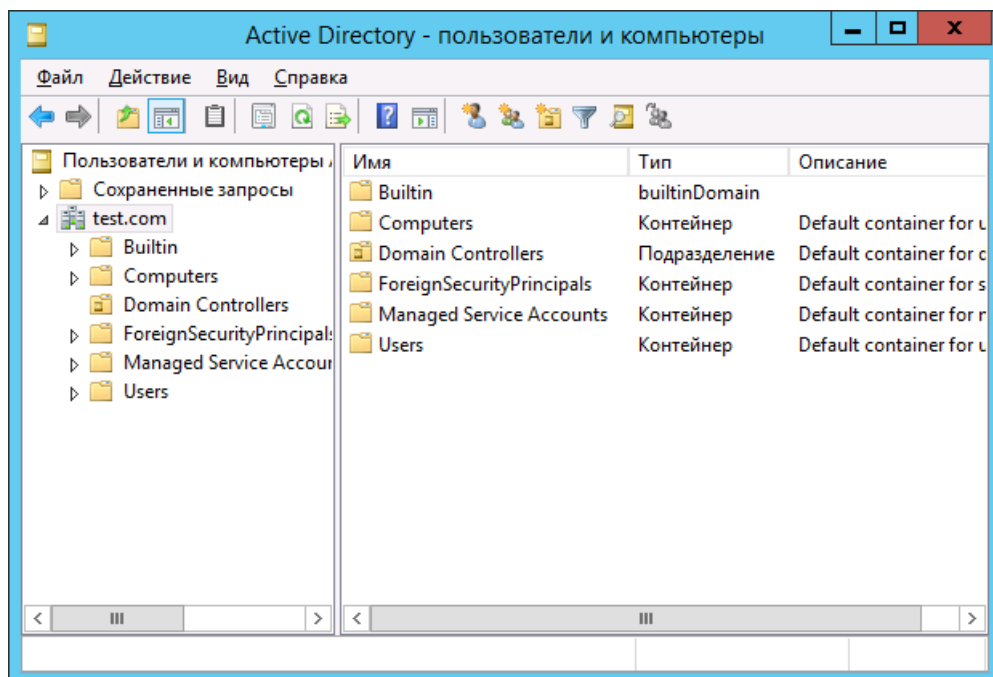 Active Directory - пользователи и компьютеры
Файл Действие Вид Справка
Пользователи и компьютеры
Сохраненные запросы
test.com
Builtin
Computers
Domain Controllers
ForeignSecurityPrincipals
Managed Service Accour
Users
Имя Тип Описание
Builtin builtinDomain
Computers Контейнер Default container for u
Domain Controllers Подразделение Default container for c
ForeignSecurityPrincipals Контейнер Default container for s
Managed Service Accounts Контейнер Default container for r
Users Контейнер Default container for u